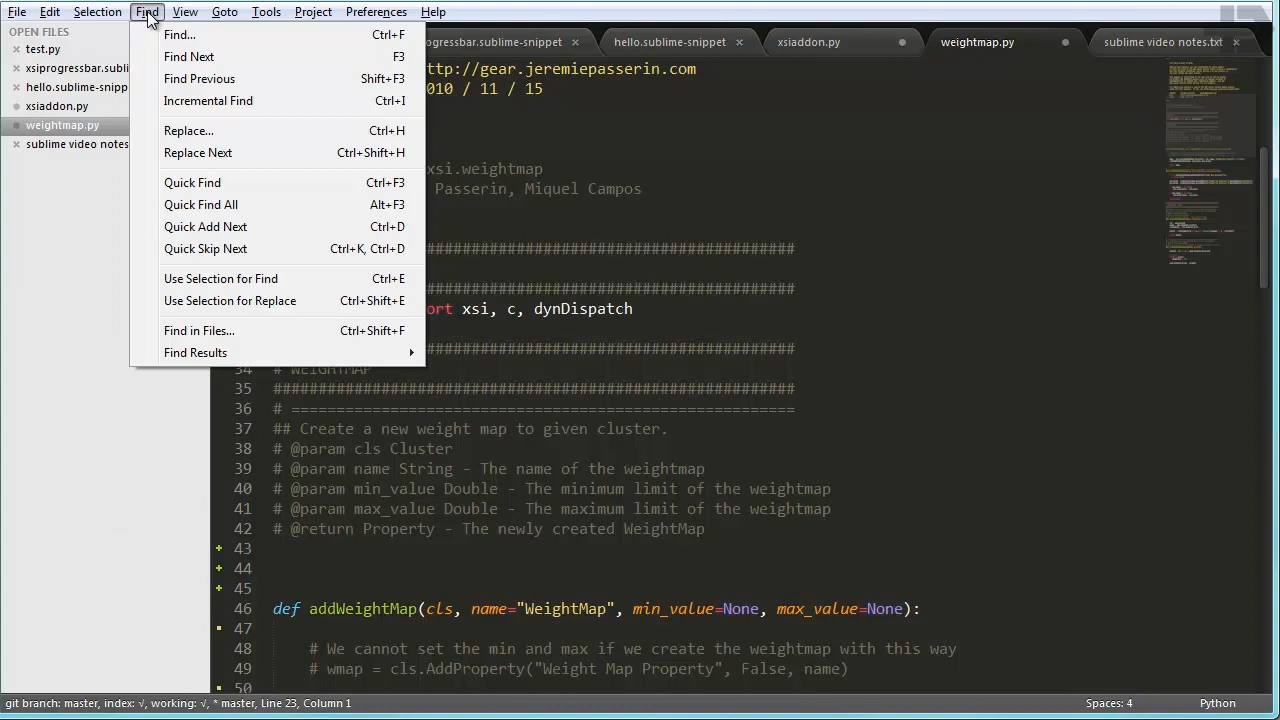 File Edit Selection Find View Goto Tools Project Preferences Help
OPEN FILES
test.py
xsiprogressbar.subli
hello.sublime-snipp
xsiaddon.py
weightmap.py
sublime video notes
Find... Ctrl+F
Find Next F3
Find Previous Shift+F3
Incremental Find Ctrl+I
Replace... Ctrl+H
Replace Next Ctrl+Shift+H
Quick Find Ctrl+F3
Quick Find All Alt+F3
Quick Add Next Ctrl+D
Quick Skip Next Ctrl+K, Ctrl+D
Use Selection for Find Ctrl+E
Use Selection for Replace Ctrl+Shift+E
Find in Files... Ctrl+Shift+F
Find Results
ogressbar.sublime-snippet hello.sublime-snippet xsiaddon.py weightmap.py sublime video notes.txt
ttp://gear.jeremiepasserin.com
010 / 11 / 15
xsi.weightmap
Passerin, Miquel Campos
##########################################
##########################################
ort xsi, c, dynDispatch
##########################################
34 # WEIGHTMAP
35 ##########################################################
36 # ========================================================
37 ## Create a new weight map to given cluster.
38 # @param cls Cluster
39 # @param name String - The name of the weightmap
40 # @param min_value Double - The minimum limit of the weightmap
41 # @param max_value Double - The maximum limit of the weightmap
42 # @return Property - The newly created WeightMap
43
44
45
46 def addWeightMap(cls, name="WeightMap", min_value=None, max_value=None):
47
48 # We cannot set the min and max if we create the weightmap with this way
49 # wmap = cls.AddProperty("Weight Map Property", False, name)
50
git branch: master, index: √, working: √, * master, Line 23, Column 1 Spaces: 4 Python